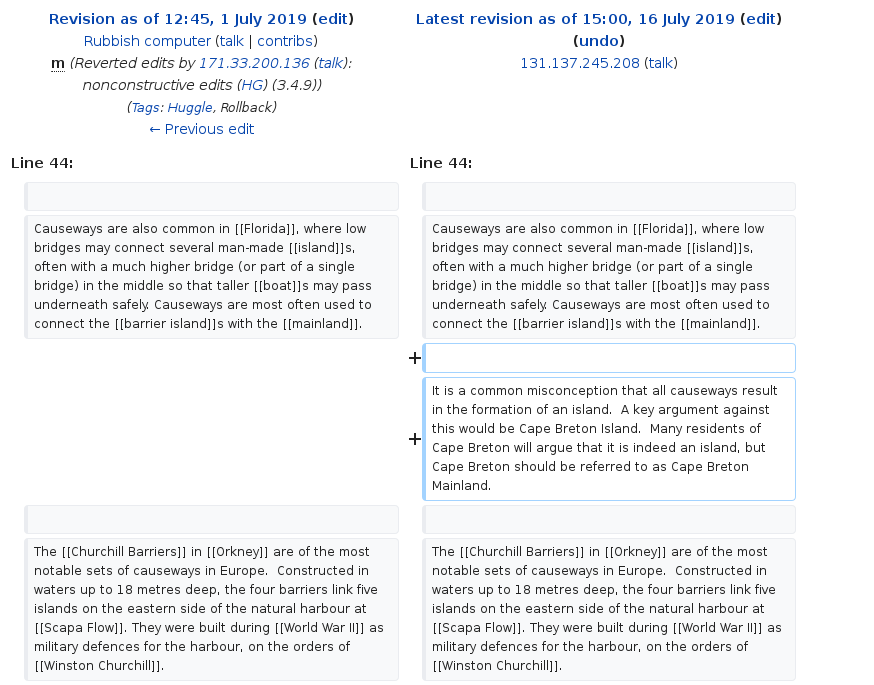 Revision as of 12:45, 1 July 2019 (edit)
Rubbish computer (talk | contribs)
m (Reverted edits by 171.33.200.136 (talk):
nonconstructive edits (HG) (3.4.9))
(Tags: Huggle, Rollback)
← Previous edit
Latest revision as of 15:00, 16 July 2019 (edit)
(undo)
131.137.245.208 (talk)
Line 44:
Line 44:
Causeways are also common in [[Florida]], where low
bridges may connect several man-made [[island]]s,
often with a much higher bridge (or part of a single
bridge) in the middle so that taller [[boat]]s may pass
underneath safely. Causeways are most often used to
connect the [[barrier island]]s with the [[mainland]].
Causeways are also common in [[Florida]], where low
bridges may connect several man-made [[island]]s,
often with a much higher bridge (or part of a single
bridge) in the middle so that taller [[boat]]s may pass
underneath safely. Causeways are most often used to
connect the [[barrier island]]s with the [[mainland]].
+
+
It is a common misconception that all causeways result
in the formation of an island.  A key argument against
this would be Cape Breton Island.  Many residents of
Cape Breton will argue that it is indeed an island, but
Cape Breton should be referred to as Cape Breton
Mainland.
The [[Churchill Barriers]] in [[Orkney]] are of the most
notable sets of causeways in Europe.  Constructed in
waters up to 18 metres deep, the four barriers link five
islands on the eastern side of the natural harbour at
[[Scapa Flow]]. They were built during [[World War II]] as
military defences for the harbour, on the orders of
[[Winston Churchill]].
The [[Churchill Barriers]] in [[Orkney]] are of the most
notable sets of causeways in Europe.  Constructed in
waters up to 18 metres deep, the four barriers link five
islands on the eastern side of the natural harbour at
[[Scapa Flow]]. They were built during [[World War II]] as
military defences for the harbour, on the orders of
[[Winston Churchill]].